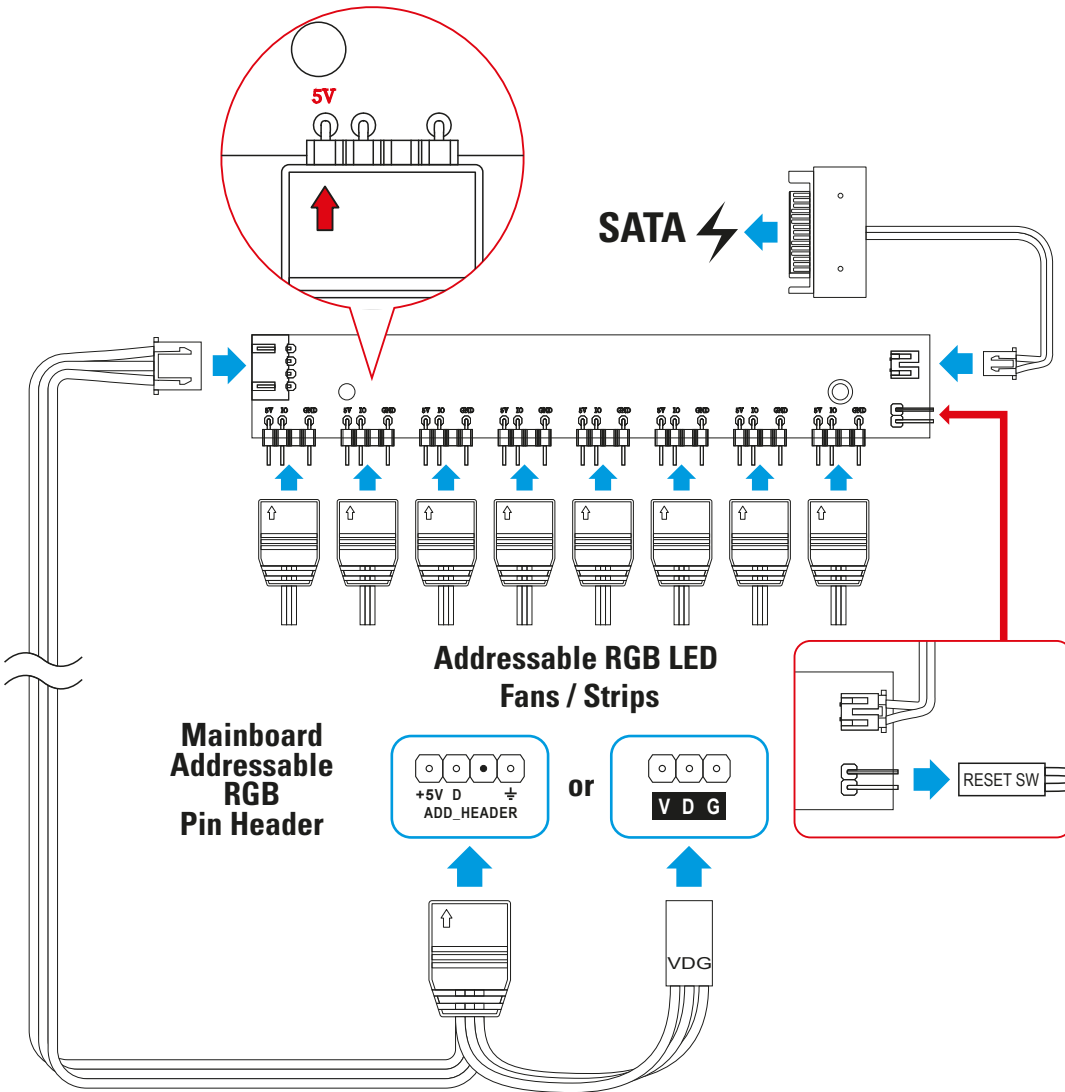 5V
SATA
5V IO GND
5V IO GND
5V IO GND
5V IO GND
5V IO GND
5V IO GND
5V IO GND
5V IO GND
Addressable RGB LED
Fans / Strips
Mainboard
Addressable
RGB
Pin Header
+5V D
ADD_HEADER
or
V D G
RESET SW
VDG